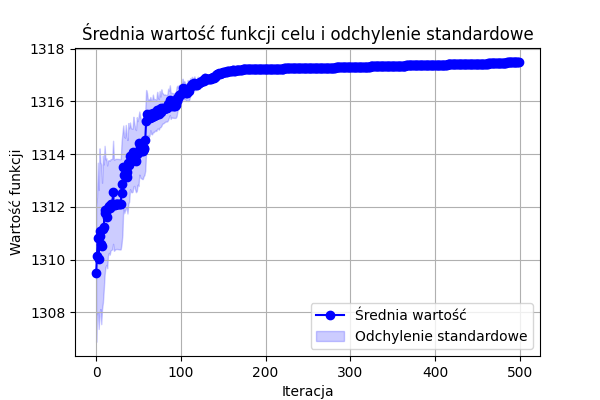 Średnia wartość funkcji celu i odchylenie standardowe
1318
1316
1314
1312
1310
1308
Wartość funkcji
Średnia wartość
Odchylenie standardowe
0
100
200
300
400
500
Iteracja